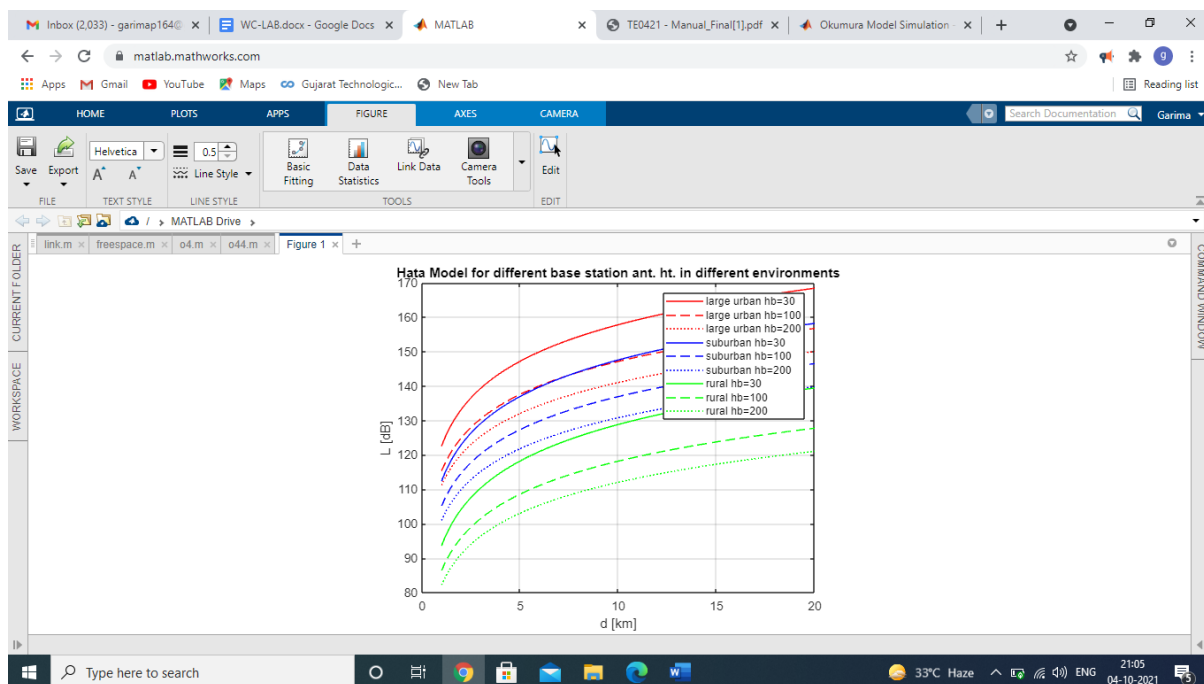 Inbox (2,033) - garimap164@ WC-LAB.docx - Google Docs MATLAB TE0421 - Manual_Final[1].pdf Okumura Model Simulation -
matlab.mathworks.com g
Apps Gmail YouTube Maps Gujarat Technologic... New Tab Reading list
HOME PLOTS APPS FIGURE AXES CAMERA Search Documentation Garima
Save Export Helvetica 0.5 Basic Fitting Data Statistics Link Data Camera Tools Edit
A A Line Style
FILE TEXT STYLE LINE STYLE TOOLS EDIT
/ › MATLAB Drive ›
link.m × freespace.m × o4.m × o44.m × Figure 1 × +
CURRENT FOLDER
WORKSPACE
COMMAND WINDOW
Hata Model for different base station ant. ht. in different environments
170
160
150
140
130
120
110
100
90
80
L [dB]
large urban hb=30
large urban hb=100
large urban hb=200
suburban hb=30
suburban hb=100
suburban hb=200
rural hb=30
rural hb=100
rural hb=200
0 5 10 15 20
d [km]
Type here to search W 33°C Haze ENG 21:05
04-10-2021 5